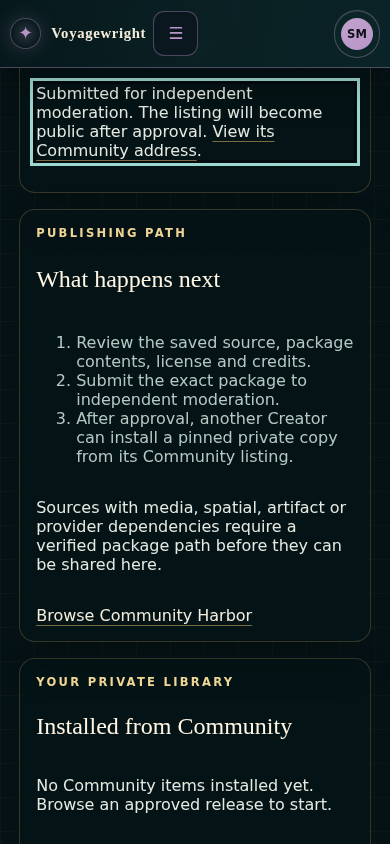 Voyagewright
☰
SM
Submitted for independent
moderation. The listing will become
public after approval. View its
Community address.
PUBLISHING PATH
What happens next
1. Review the saved source, package
contents, license and credits.
2. Submit the exact package to
independent moderation.
3. After approval, another Creator
can install a pinned private copy
from its Community listing.
Sources with media, spatial, artifact or
provider dependencies require a
verified package path before they can
be shared here.
Browse Community Harbor
YOUR PRIVATE LIBRARY
Installed from Community
No Community items installed yet.
Browse an approved release to start.